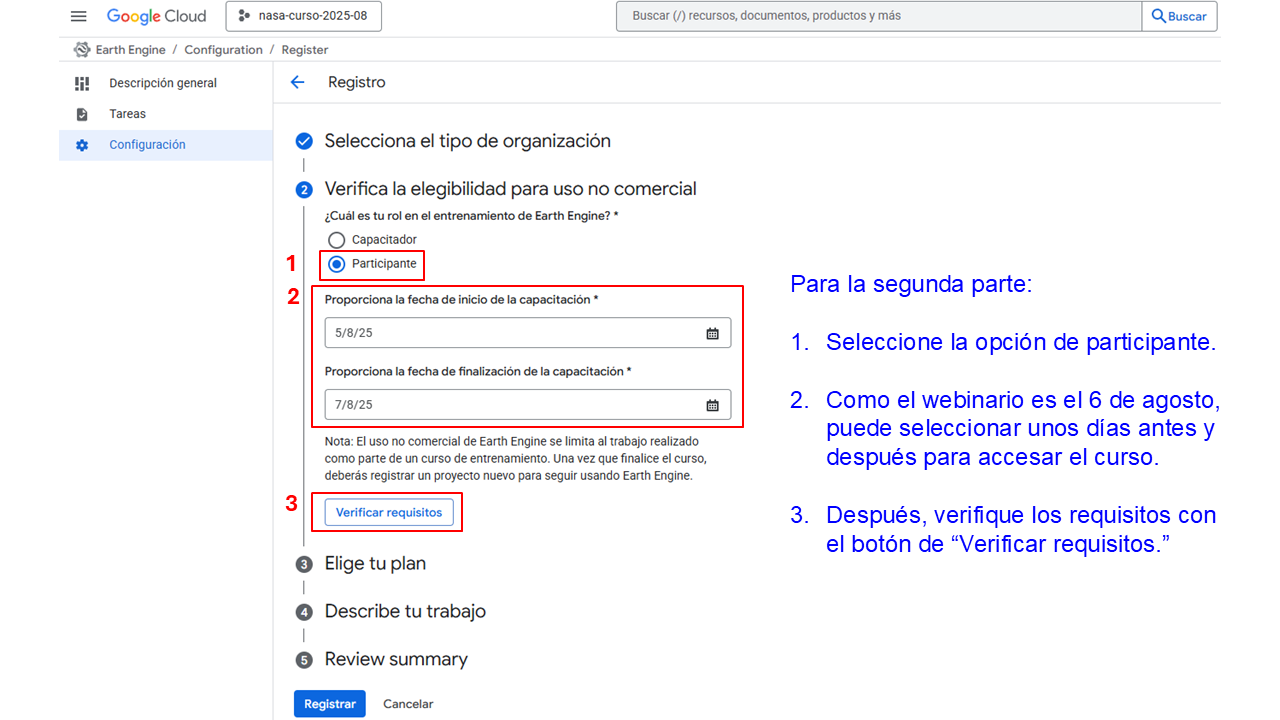 Google Cloud
nasa-curso-2025-08
Buscar (/) recursos, documentos, productos y más
Buscar
Earth Engine / Configuration / Register
Descripción general
Tareas
Configuración
Registro
Selecciona el tipo de organización
2 Verifica la elegibilidad para uso no comercial
¿Cuál es tu rol en el entrenamiento de Earth Engine? *
Capacitador
1 Participante
2 Proporciona la fecha de inicio de la capacitación *
5/8/25
Proporciona la fecha de finalización de la capacitación *
7/8/25
Nota: El uso no comercial de Earth Engine se limita al trabajo realizado
como parte de un curso de entrenamiento. Una vez que finalice el curso,
deberás registrar un proyecto nuevo para seguir usando Earth Engine.
3 Verificar requisitos
3 Elige tu plan
4 Describe tu trabajo
5 Review summary
Registrar Cancelar
Para la segunda parte:
1. Seleccione la opción de participante.
2. Como el webinario es el 6 de agosto,
puede seleccionar unos días antes y
después para accesar el curso.
3. Después, verifique los requisitos con
el botón de “Verificar requisitos.”